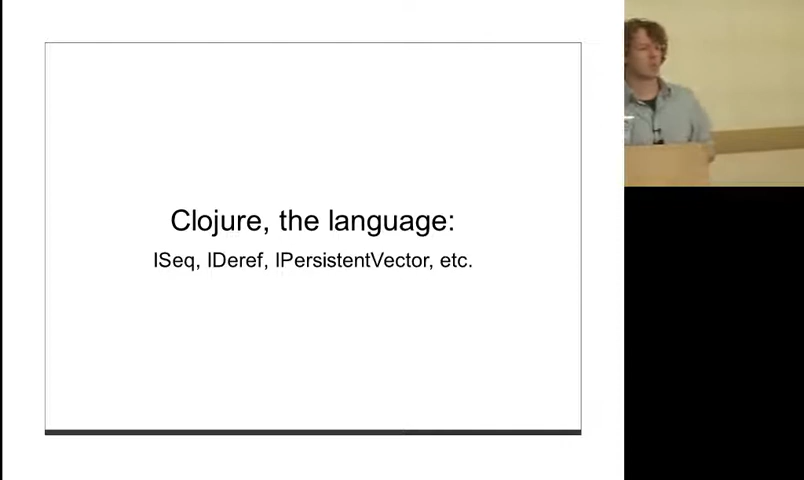 Clojure, the language:
ISeq, IDeref, IPersistentVector, etc.